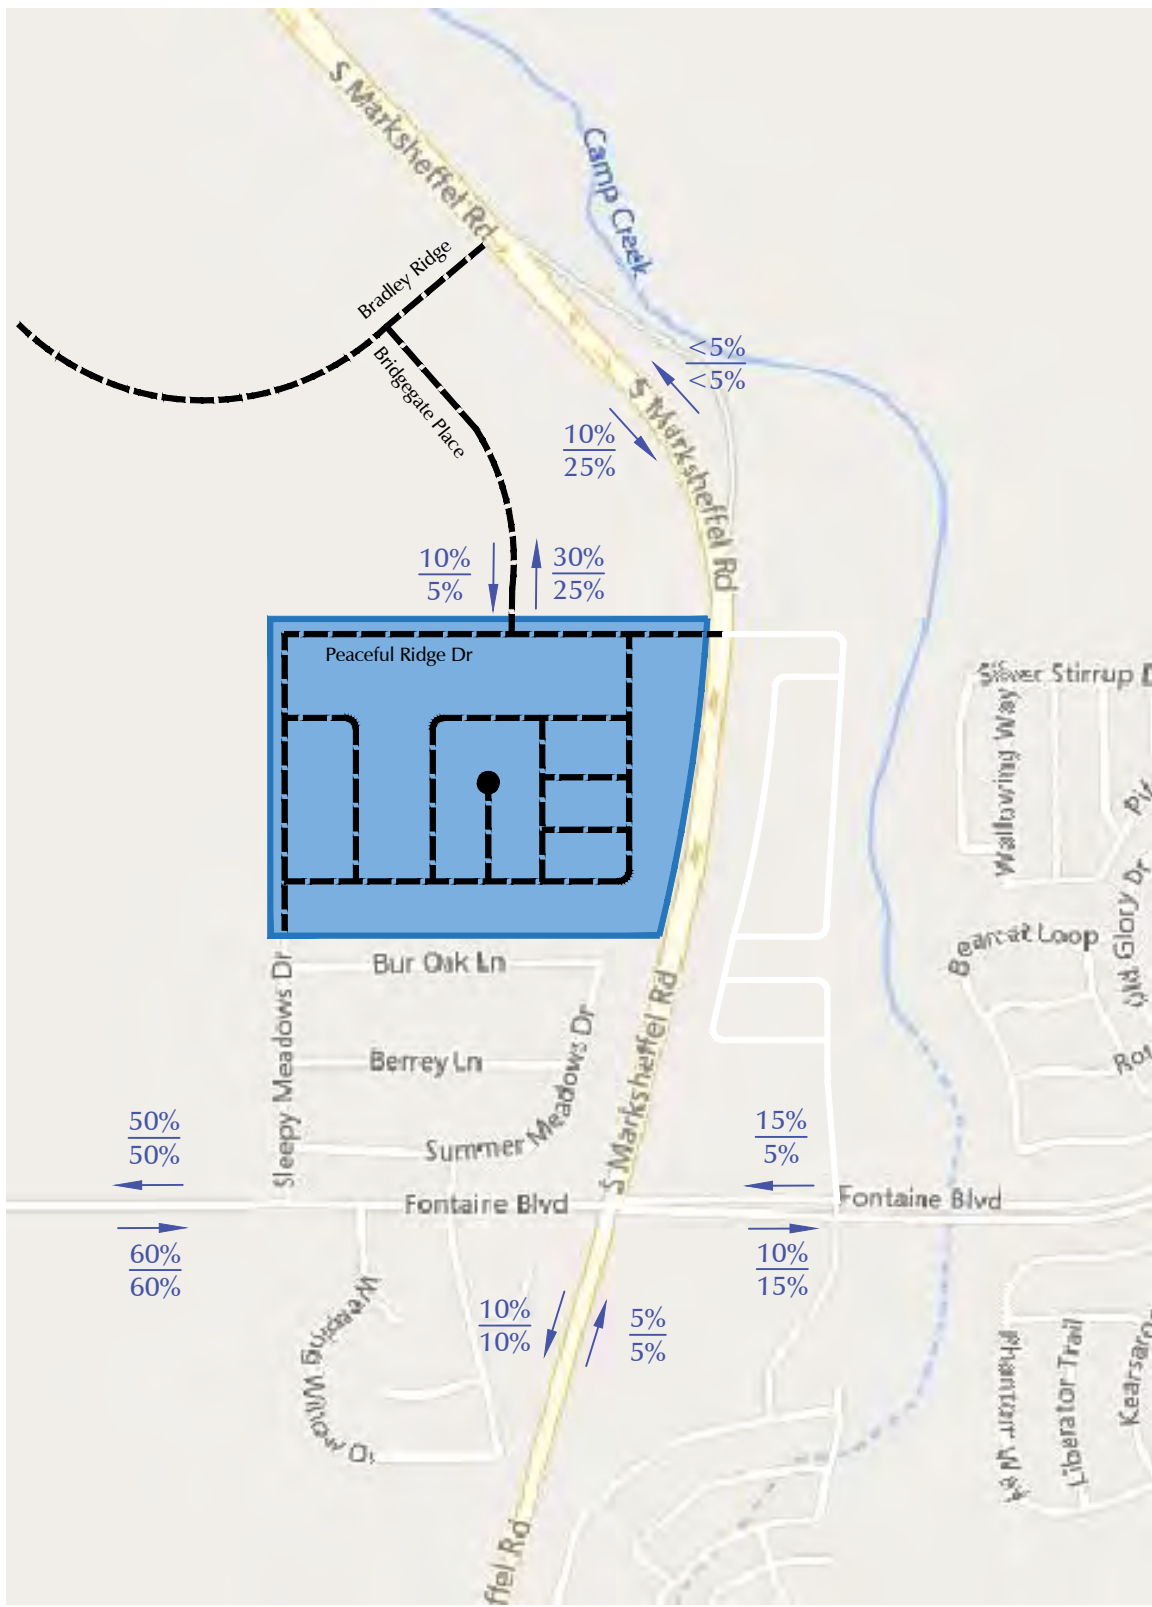 S Marksheffel Rd
Camp Creek
Bradley Ridge
Bridgegate Place
<5%
<5%
S Marksheffel Rd
10%
25%
10%
5%
30%
25%
Peaceful Ridge Dr
Silver Stirrup D
Wallowing Way
Old Glory Dr
Bearcat Loop
Bur Oak Ln
Sleepy Meadows Dr
Berrey Ln
Summer Meadows Dr
S Marksheffel Rd
50%
50%
15%
5%
Fontaine Blvd
Fontaine Blvd
60%
60%
10%
15%
Weeping Willow D
10%
10%
5%
5%
Phantom Way
Liberator Trail
Kearsarg
ffel Rd